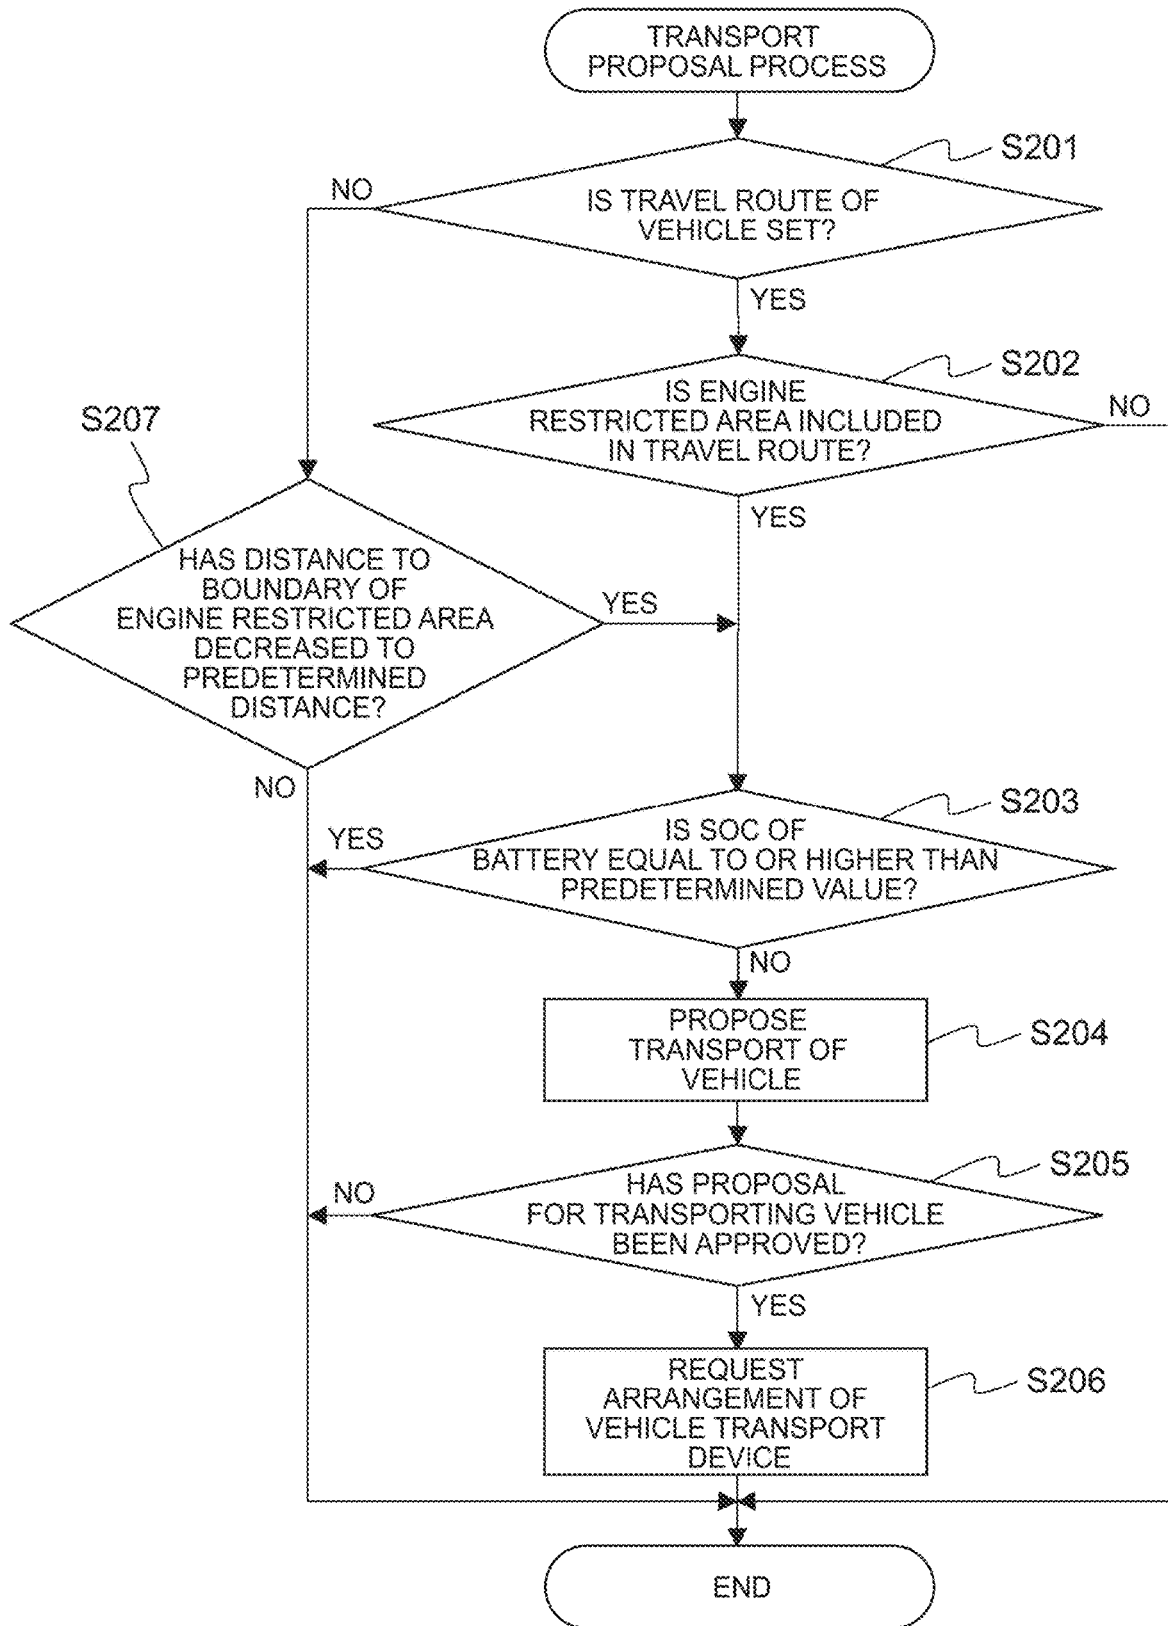 TRANSPORT
PROPOSAL PROCESS
S201
NO
IS TRAVEL ROUTE OF
VEHICLE SET?
YES
S202
IS ENGINE
RESTRICTED AREA INCLUDED
IN TRAVEL ROUTE?
NO
YES
S207
HAS DISTANCE TO
BOUNDARY OF
ENGINE RESTRICTED AREA
DECREASED TO
PREDETERMINED
DISTANCE?
YES
NO
S203
YES
IS SOC OF
BATTERY EQUAL TO OR HIGHER THAN
PREDETERMINED VALUE?
NO
PROPOSE
TRANSPORT OF
VEHICLE
S204
S205
NO
HAS PROPOSAL
FOR TRANSPORTING VEHICLE
BEEN APPROVED?
YES
REQUEST
ARRANGEMENT OF
VEHICLE TRANSPORT
DEVICE
S206
END